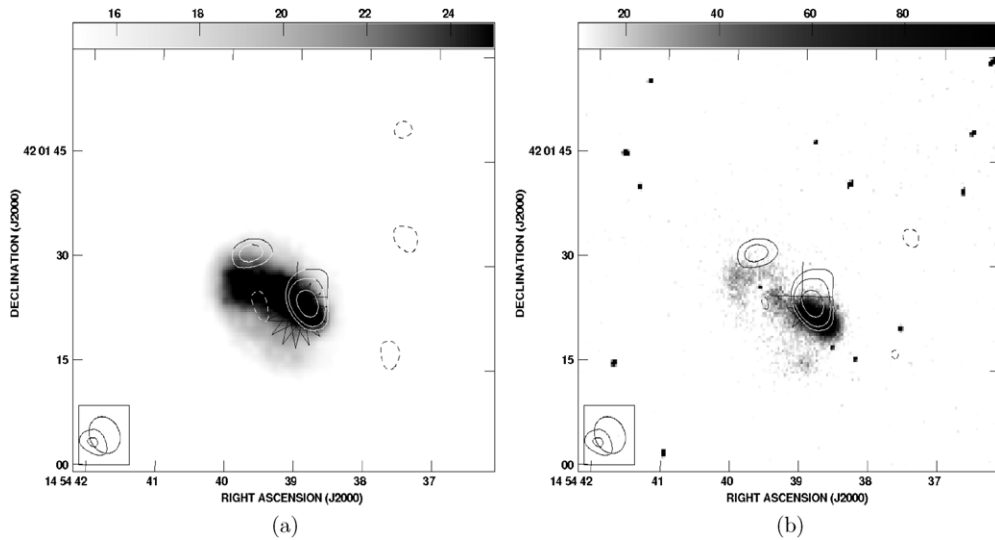 16 18 20 22 24
20 40 60 80
DECLINATION (J2000)
42 01 45
30
15
00
14 54 42 41 40 39 38 37
RIGHT ASCENSION (J2000)
(a)
DECLINATION (J2000)
42 01 45
30
15
00
14 54 42 41 40 39 38 37
RIGHT ASCENSION (J2000)
(b)